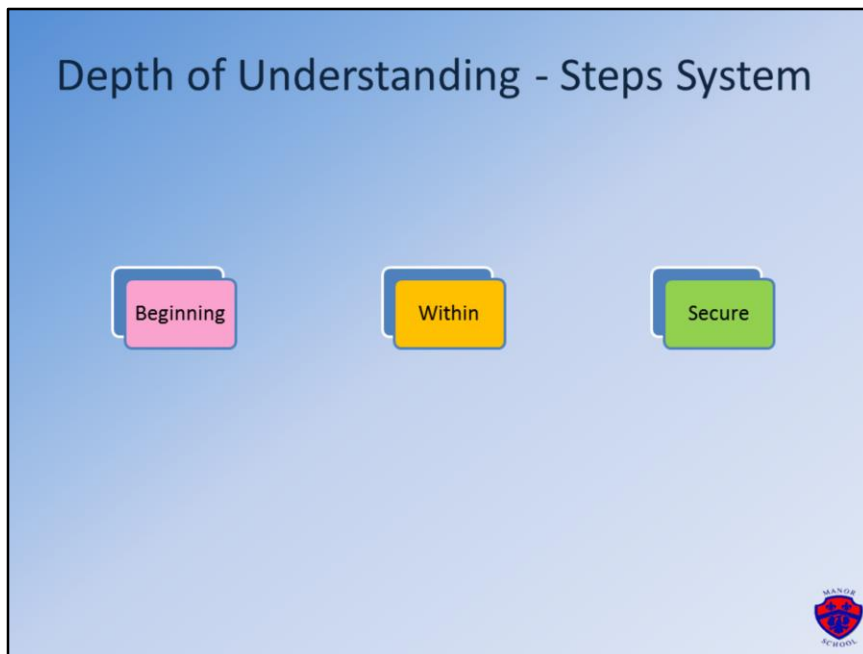 Depth of Understanding - Steps System
Beginning
Within
Secure
MANOR
SCHOOL